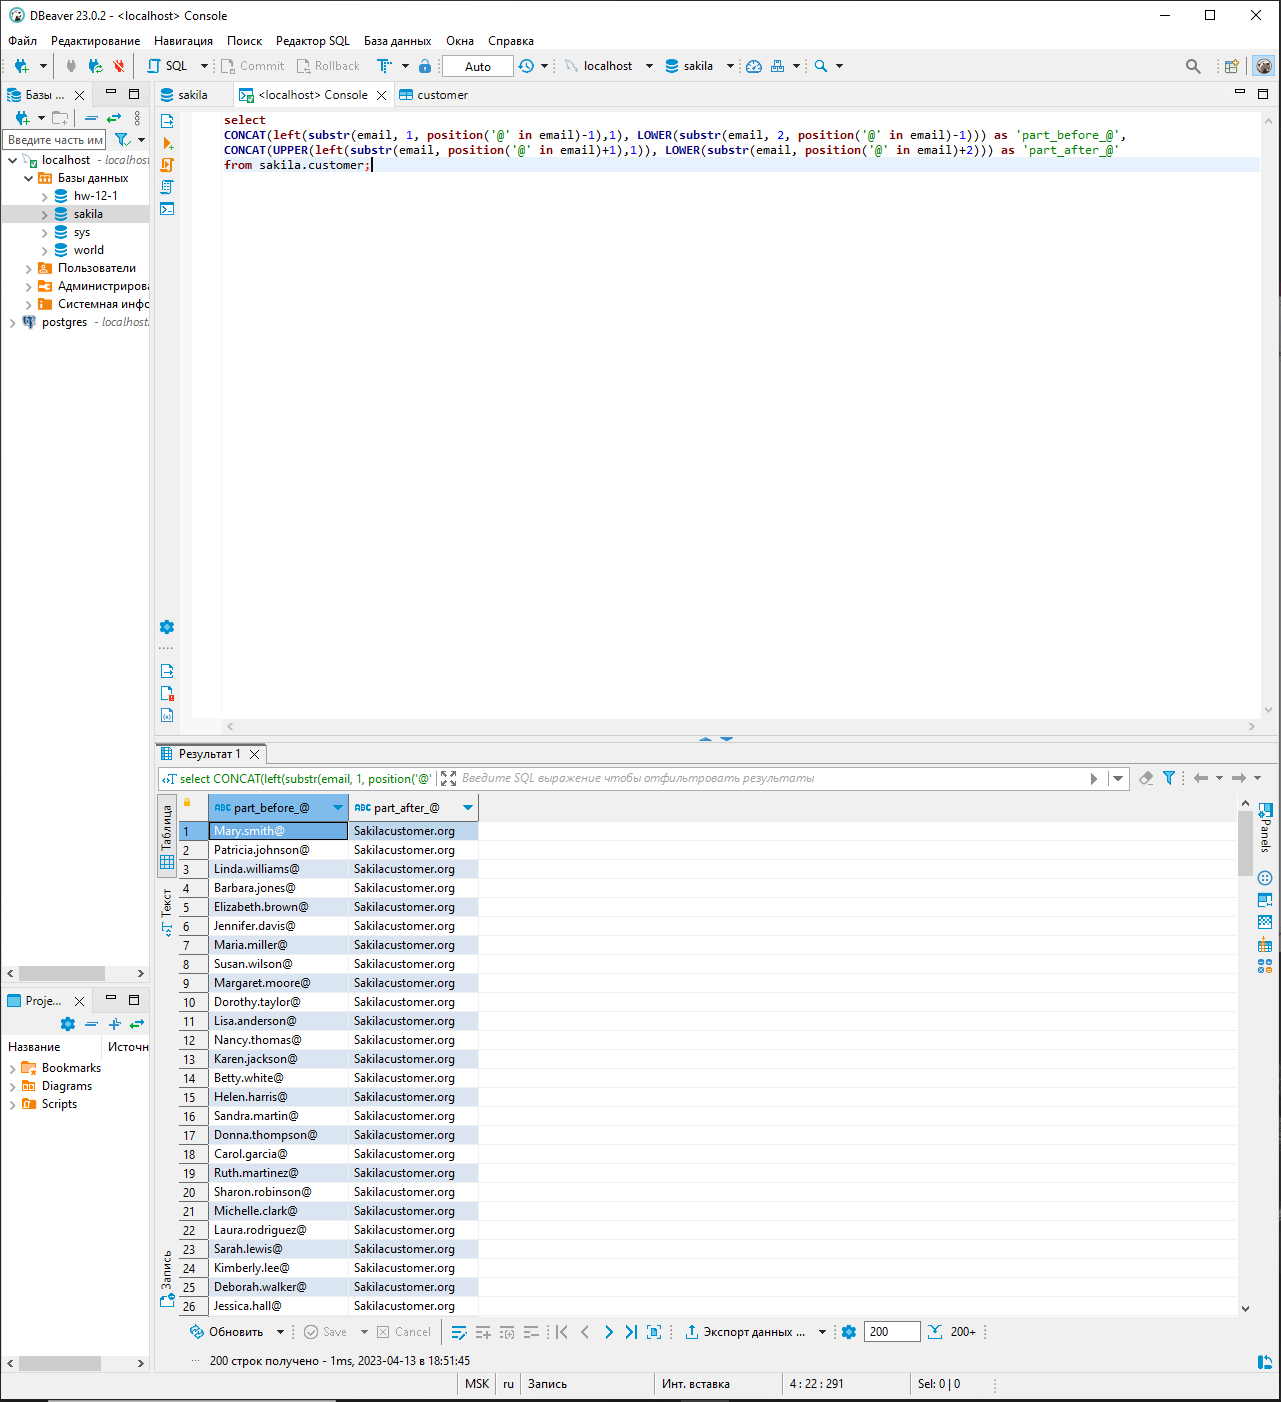 DBeaver 23.0.2 - <localhost> Console
Файл Редактирование Навигация Поиск Редактор SQL База данных Окна Справка
SQL Commit Rollback Auto localhost sakila
Базы ...
sakila <localhost> Console customer
Введите часть им
localhost - localhost
Базы данных
hw-12-1
sakila
sys
world
Пользователи
Администрирова
Системная инфо
postgres - localhost:
select
CONCAT(left(substr(email, 1, position('@' in email)-1),1), LOWER(substr(email, 2, position('@' in email)-1))) as 'part_before_@',
CONCAT(UPPER(left(substr(email, position('@' in email)+1),1)), LOWER(substr(email, position('@' in email)+2))) as 'part_after_@'
from sakila.customer;
Proje...
Название Источн
Bookmarks
Diagrams
Scripts
Результат 1
select CONCAT(left(substr(email, 1, position('@' Введите SQL выражение чтобы отфильтровать результаты
Таблица
Текст
Запись
Panels
ABC part_before_@ ABC part_after_@
1 Mary.smith@ Sakilacustomer.org
2 Patricia.johnson@ Sakilacustomer.org
3 Linda.williams@ Sakilacustomer.org
4 Barbara.jones@ Sakilacustomer.org
5 Elizabeth.brown@ Sakilacustomer.org
6 Jennifer.davis@ Sakilacustomer.org
7 Maria.miller@ Sakilacustomer.org
8 Susan.wilson@ Sakilacustomer.org
9 Margaret.moore@ Sakilacustomer.org
10 Dorothy.taylor@ Sakilacustomer.org
11 Lisa.anderson@ Sakilacustomer.org
12 Nancy.thomas@ Sakilacustomer.org
13 Karen.jackson@ Sakilacustomer.org
14 Betty.white@ Sakilacustomer.org
15 Helen.harris@ Sakilacustomer.org
16 Sandra.martin@ Sakilacustomer.org
17 Donna.thompson@ Sakilacustomer.org
18 Carol.garcia@ Sakilacustomer.org
19 Ruth.martinez@ Sakilacustomer.org
20 Sharon.robinson@ Sakilacustomer.org
21 Michelle.clark@ Sakilacustomer.org
22 Laura.rodriguez@ Sakilacustomer.org
23 Sarah.lewis@ Sakilacustomer.org
24 Kimberly.lee@ Sakilacustomer.org
25 Deborah.walker@ Sakilacustomer.org
26 Jessica.hall@ Sakilacustomer.org
Обновить Save Cancel Экспорт данных ... 200 200+
200 строк получено - 1ms, 2023-04-13 в 18:51:45
MSK ru Запись Инт. вставка 4 : 22 : 291 Sel: 0 | 0